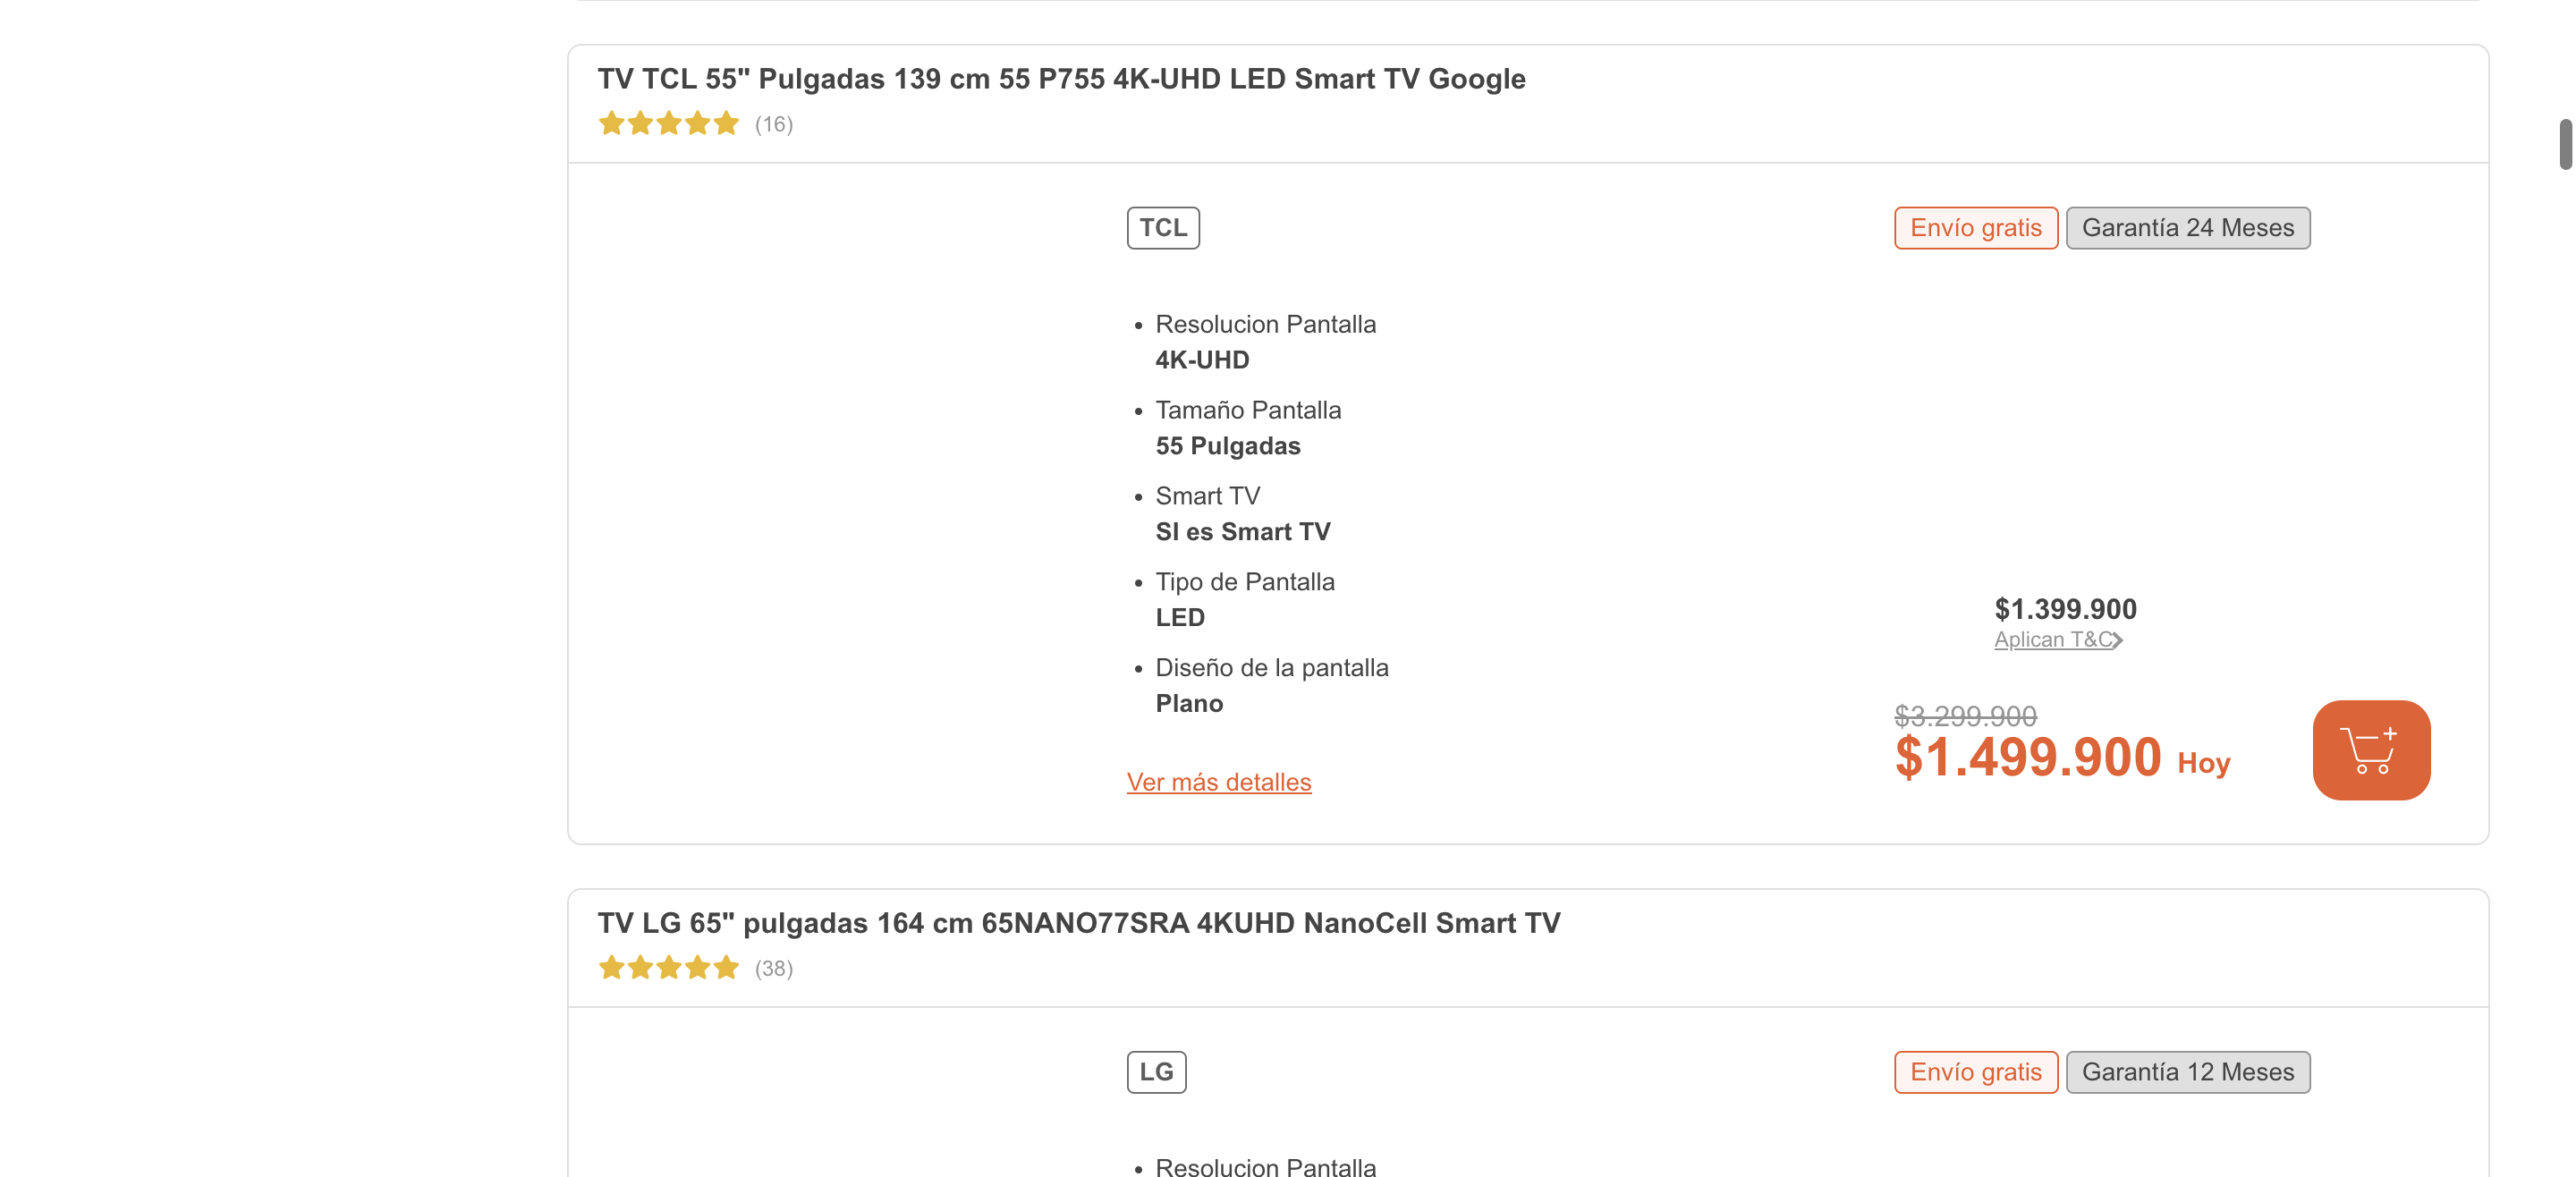 TV TCL 55" Pulgadas 139 cm 55 P755 4K-UHD LED Smart TV Google
(16)
TCL
Envío gratis
Garantía 24 Meses
Resolucion Pantalla
4K-UHD
Tamaño Pantalla
55 Pulgadas
Smart TV
SI es Smart TV
Tipo de Pantalla
LED
Diseño de la pantalla
Plano
Ver más detalles
$1.399.900
Aplican T&C
$3.299.900
$1.499.900 Hoy
TV LG 65" pulgadas 164 cm 65NANO77SRA 4KUHD NanoCell Smart TV
(38)
LG
Envío gratis
Garantía 12 Meses
Resolucion Pantalla